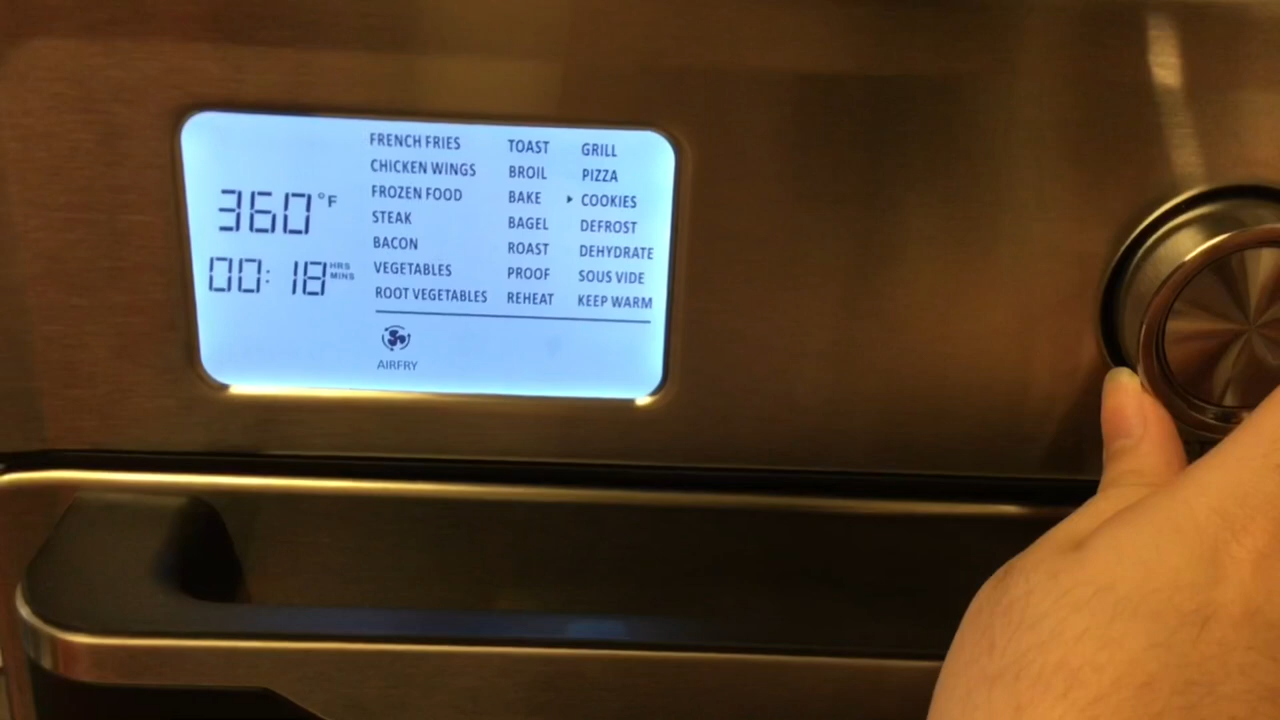 360°F
00:18 HRS MINS
FRENCH FRIES
CHICKEN WINGS
FROZEN FOOD
STEAK
BACON
VEGETABLES
ROOT VEGETABLES
TOAST
BROIL
BAKE
BAGEL
ROAST
PROOF
REHEAT
GRILL
PIZZA
COOKIES
DEFROST
DEHYDRATE
SOUS VIDE
KEEP WARM
AIRFRY